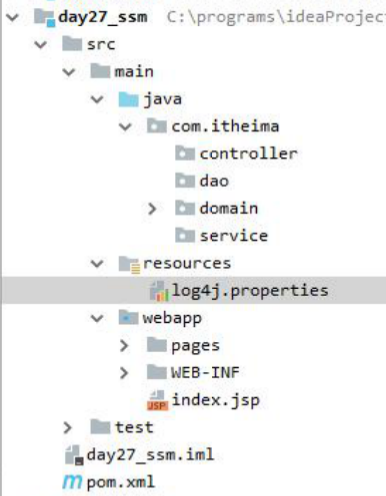 day27_ssm C:\programs\ideaProject
src
main
java
com.itheima
controller
dao
domain
service
resources
log4j.properties
webapp
pages
WEB-INF
JSP index.jsp
test
day27_ssm.iml
m pom.xml